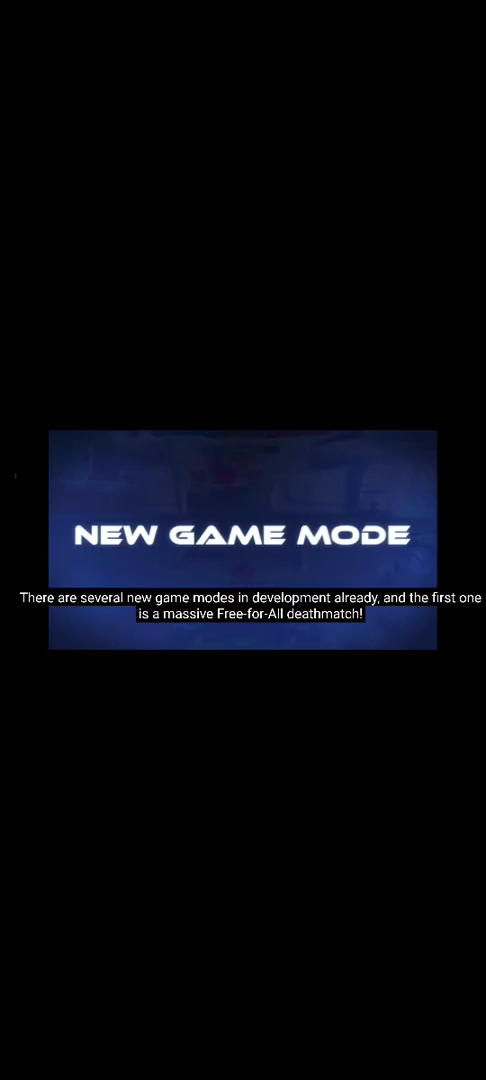 NEW GAME MODE
There are several new game modes in development already, and the first one
is a massive Free-for-All deathmatch!